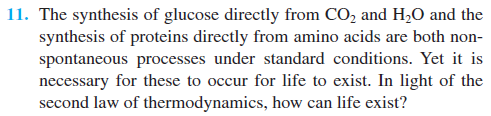 11. The synthesis of glucose directly from CO₂ and H₂O and the
synthesis of proteins directly from amino acids are both non-
spontaneous processes under standard conditions. Yet it is
necessary for these to occur for life to exist. In light of the
second law of thermodynamics, how can life exist?